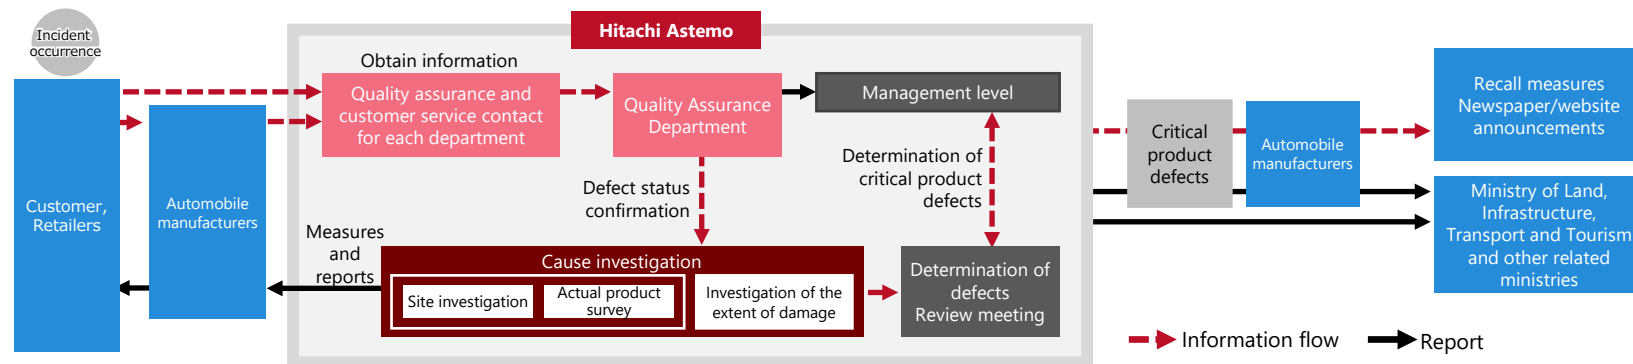 Incident
occurrence
Customer,
Retailers
Automobile
manufacturers
Hitachi Astemo
Obtain information
Quality assurance and
customer service contact
for each department
Quality Assurance
Department
Management level
Defect status
confirmation
Determination of
critical product
defects
Measures
and
reports
Cause investigation
Site investigation
Actual product
survey
Investigation of the
extent of damage
Determination of
defects
Review meeting
Critical
product
defects
Automobile
manufacturers
Recall measures
Newspaper/website
announcements
Ministry of Land,
Infrastructure,
Transport and Tourism
and other related
ministries
Information flow
Report